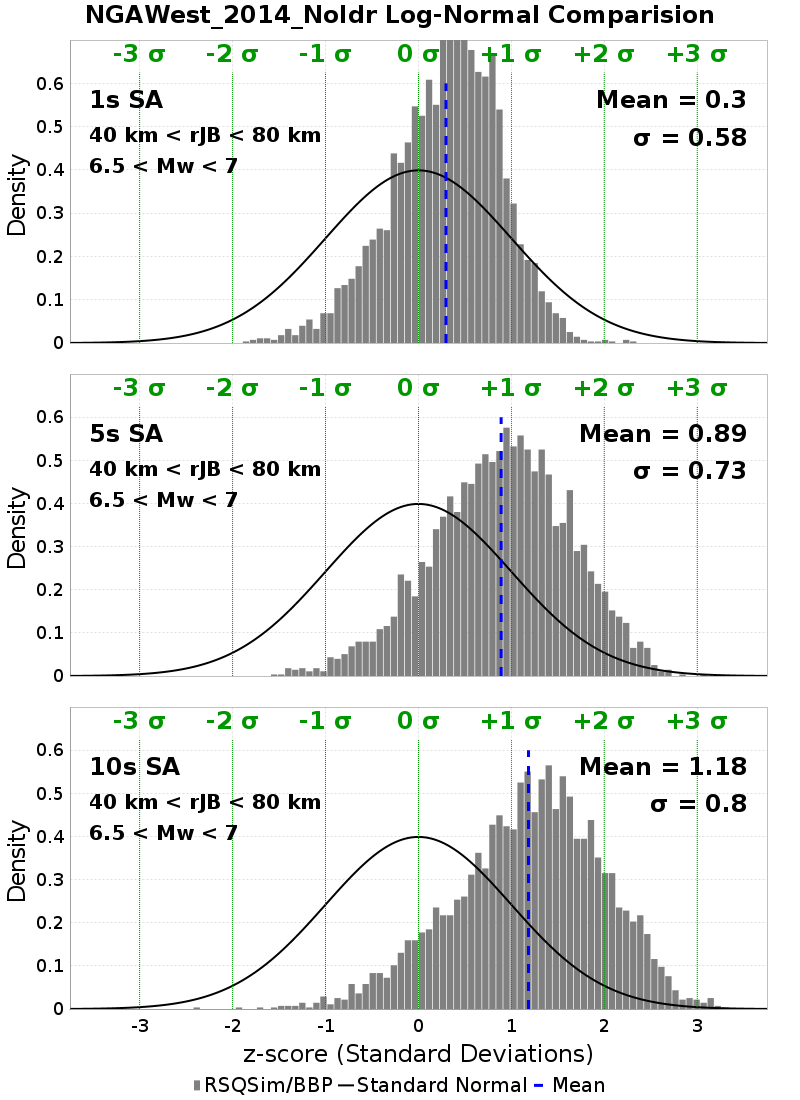 NGAWest_2014_NoIdr Log-Normal Comparision
-3 σ -2 σ -1 σ 0 σ +1 σ +2 σ +3 σ
1s SA
40 km < rJB < 80 km
6.5 < Mw < 7
Mean = 0.3
σ = 0.58
Density
0.6
0.5
0.4
0.3
0.2
0.1
0
-3 σ -2 σ -1 σ 0 σ +1 σ +2 σ +3 σ
5s SA
40 km < rJB < 80 km
6.5 < Mw < 7
Mean = 0.89
σ = 0.73
Density
0.6
0.5
0.4
0.3
0.2
0.1
0
-3 σ -2 σ -1 σ 0 σ +1 σ +2 σ +3 σ
10s SA
40 km < rJB < 80 km
6.5 < Mw < 7
Mean = 1.18
σ = 0.8
Density
0.6
0.5
0.4
0.3
0.2
0.1
0
-3 -2 -1 0 1 2 3
z-score (Standard Deviations)
RSQSim/BBP Standard Normal Mean